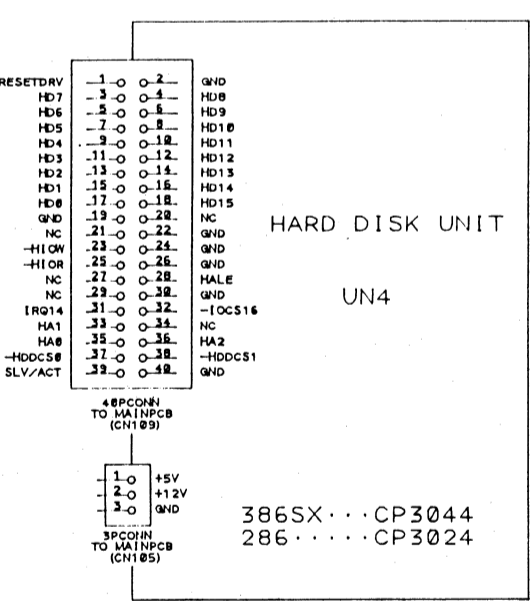 RESETDRV 1 2 GND
HD7 3 4 HD8
HD6 5 6 HD9
HD5 7 8 HD10
HD4 9 10 HD11
HD3 11 12 HD12
HD2 13 14 HD13
HD1 15 16 HD14
HD0 17 18 HD15
GND 19 20 NC
NC 21 22 GND
-HIOW 23 24 GND
-HIOR 25 26 GND
NC 27 28 HALE
NC 29 30 GND
IRQ14 31 32 -IOCS16
HA1 33 34 NC
HA0 35 36 HA2
-HDDCS0 37 38 -HDDCS1
SLV/ACT 39 40 GND
40PCONN
TO MAINPCB
(CN109)
HARD DISK UNIT
UN4
1 +5V
2 +12V
3 GND
3PCONN
TO MAINPCB
(CN105)
386SX···CP3044
286·····CP3024